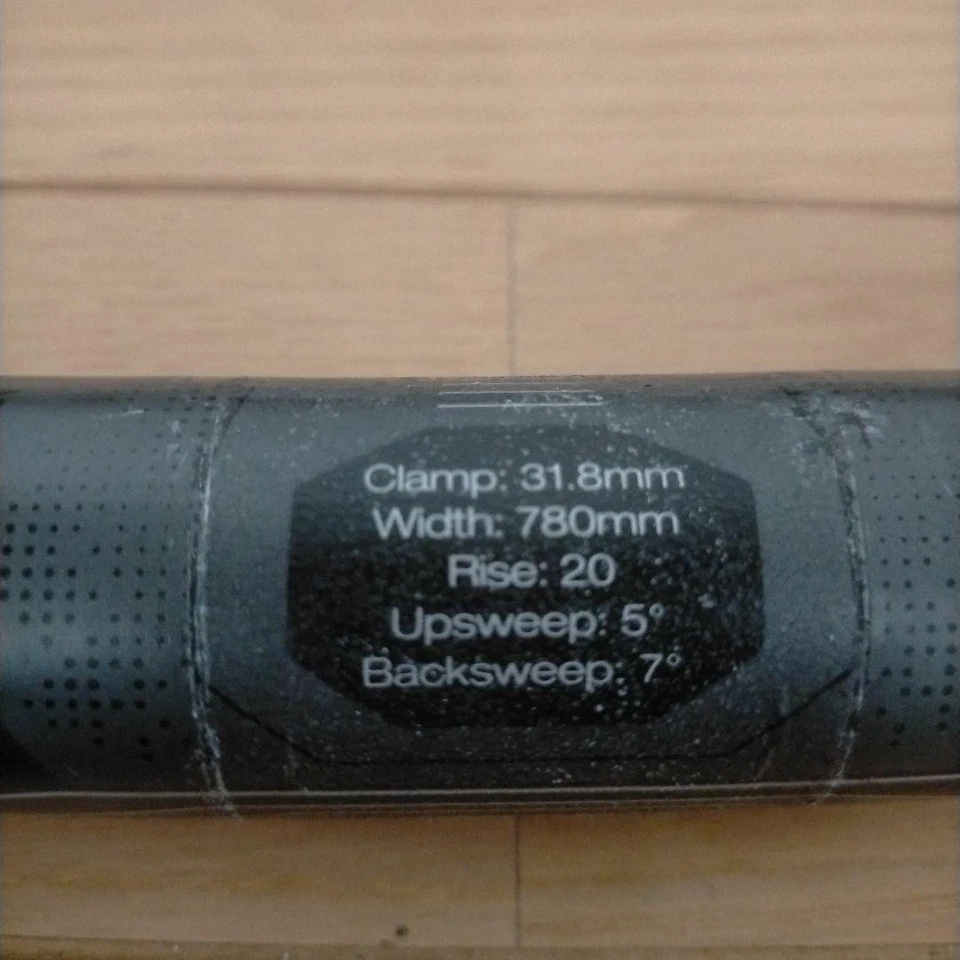 Clamp: 31.8mm
Width: 780mm
Rise: 20
Upsweep: 5°
Backsweep: 7°